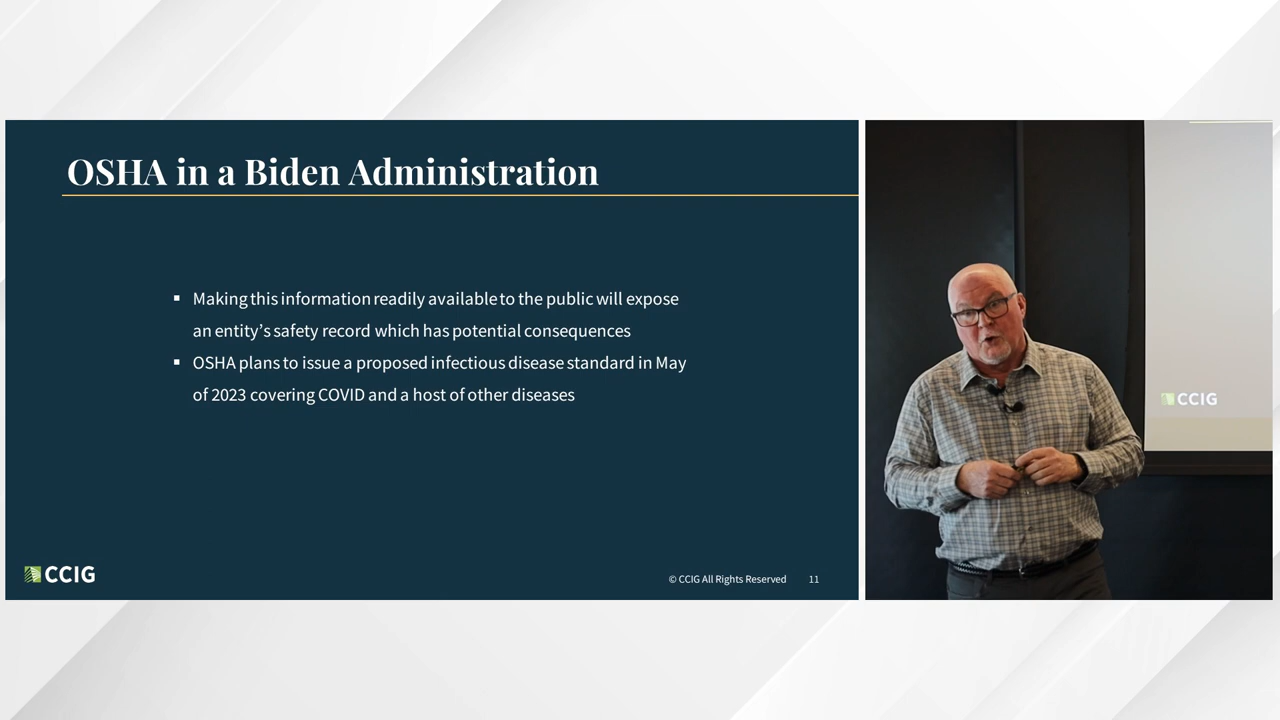 OSHA in a Biden Administration
▪ Making this information readily available to the public will expose
an entity’s safety record which has potential consequences
▪ OSHA plans to issue a proposed infectious disease standard in May
of 2023 covering COVID and a host of other diseases
CCIG
© CCIG All Rights Reserved 11
CCIG